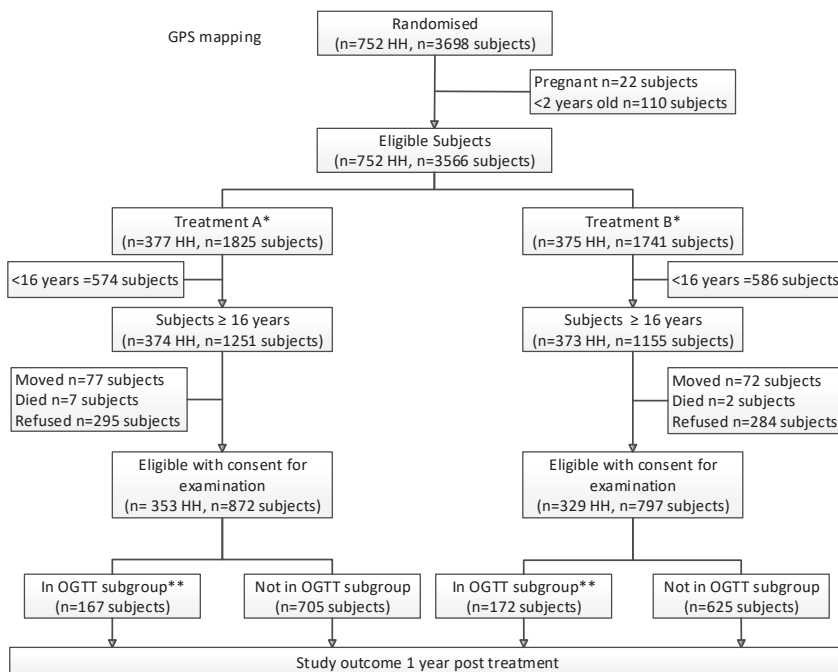 GPS mapping
Randomised
(n=752 HH, n=3698 subjects)
Pregnant n=22 subjects
<2 years old n=110 subjects
Eligible Subjects
(n=752 HH, n=3566 subjects)
Treatment A*
(n=377 HH, n=1825 subjects)
Treatment B*
(n=375 HH, n=1741 subjects)
<16 years =574 subjects
<16 years =586 subjects
Subjects ≥ 16 years
(n=374 HH, n=1251 subjects)
Subjects ≥ 16 years
(n=373 HH, n=1155 subjects)
Moved n=77 subjects
Died n=7 subjects
Refused n=295 subjects
Moved n=72 subjects
Died n=2 subjects
Refused n=284 subjects
Eligible with consent for
examination
(n= 353 HH, n=872 subjects)
Eligible with consent for
examination
(n=329 HH, n=797 subjects)
In OGTT subgroup**
(n=167 subjects)
Not in OGTT subgroup
(n=705 subjects)
In OGTT subgroup**
(n=172 subjects)
Not in OGTT subgroup
(n=625 subjects)
Study outcome 1 year post treatment